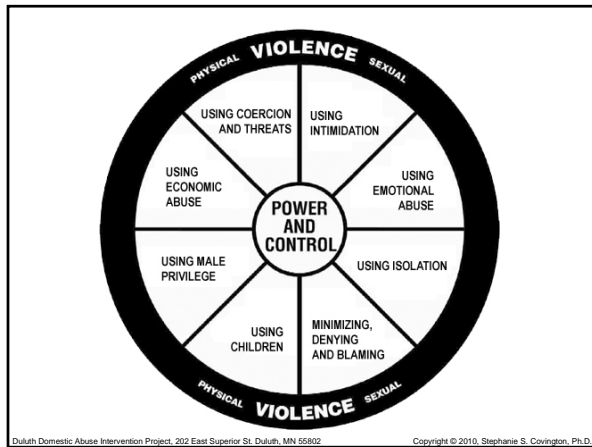 PHYSICAL VIOLENCE SEXUAL
USING COERCION
AND THREATS
USING
INTIMIDATION
USING
EMOTIONAL
ABUSE
USING ISOLATION
MINIMIZING,
DENYING
AND BLAMING
USING
CHILDREN
USING MALE
PRIVILEGE
USING
ECONOMIC
ABUSE
POWER
AND
CONTROL
PHYSICAL VIOLENCE SEXUAL
Duluth Domestic Abuse Intervention Project, 202 East Superior St. Duluth, MN 55802
Copyright © 2010, Stephanie S. Covington, Ph.D.